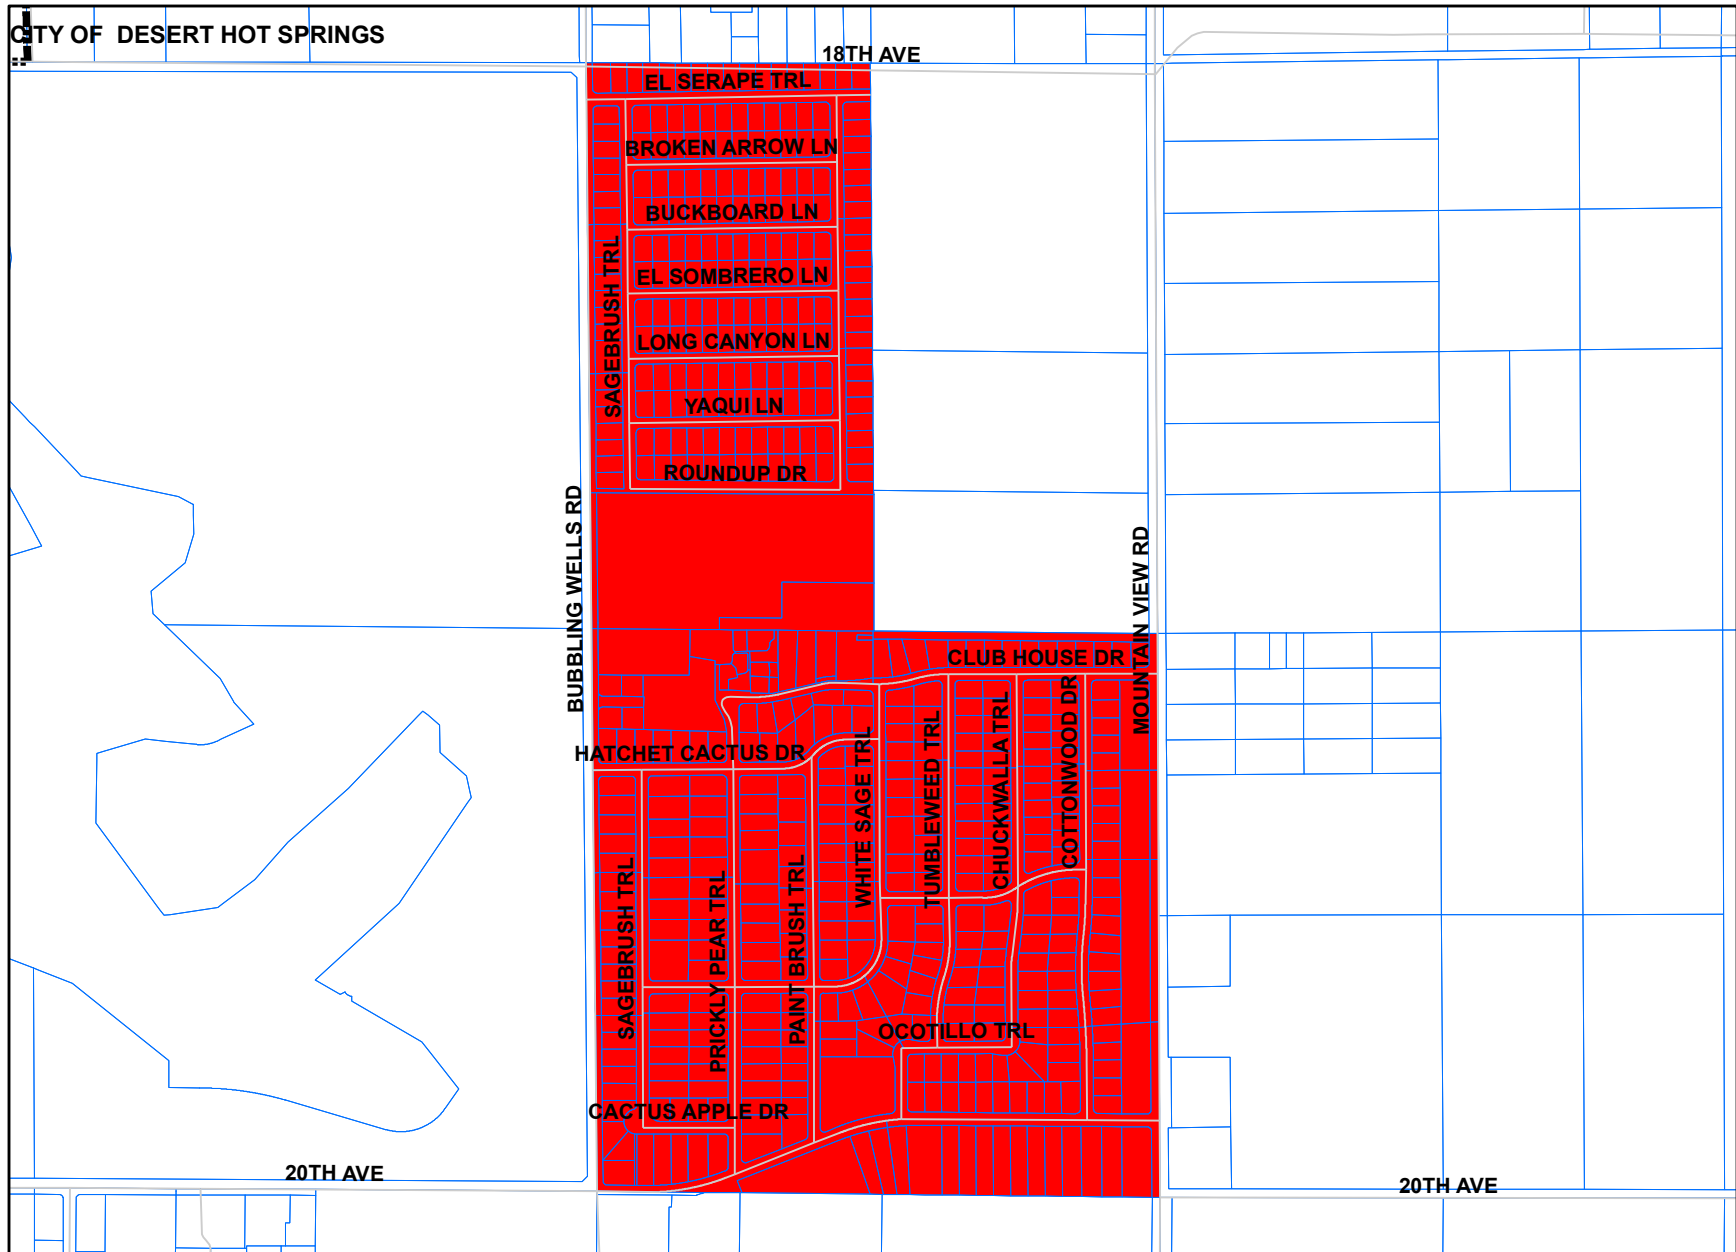 CITY OF  DESERT HOT SPRINGS
18TH AVE
EL SERAPE TRL
BROKEN ARROW LN
BUCKBOARD LN
EL SOMBRERO LN
SAGEBRUSH TRL
LONG CANYON LN
YAQUI LN
ROUNDUP DR
BUBBLING WELLS RD
MOUNTAIN VIEW RD
CLUB HOUSE DR
HATCHET CACTUS DR
WHITE SAGE TRL
TUMBLEWEED TRL
CHUCKWALLA TRL
COTTONWOOD DR
SAGEBRUSH TRL
PRICKLY PEAR TRL
PAINT BRUSH TRL
OCOTILLO TRL
CACTUS APPLE DR
20TH AVE
20TH AVE